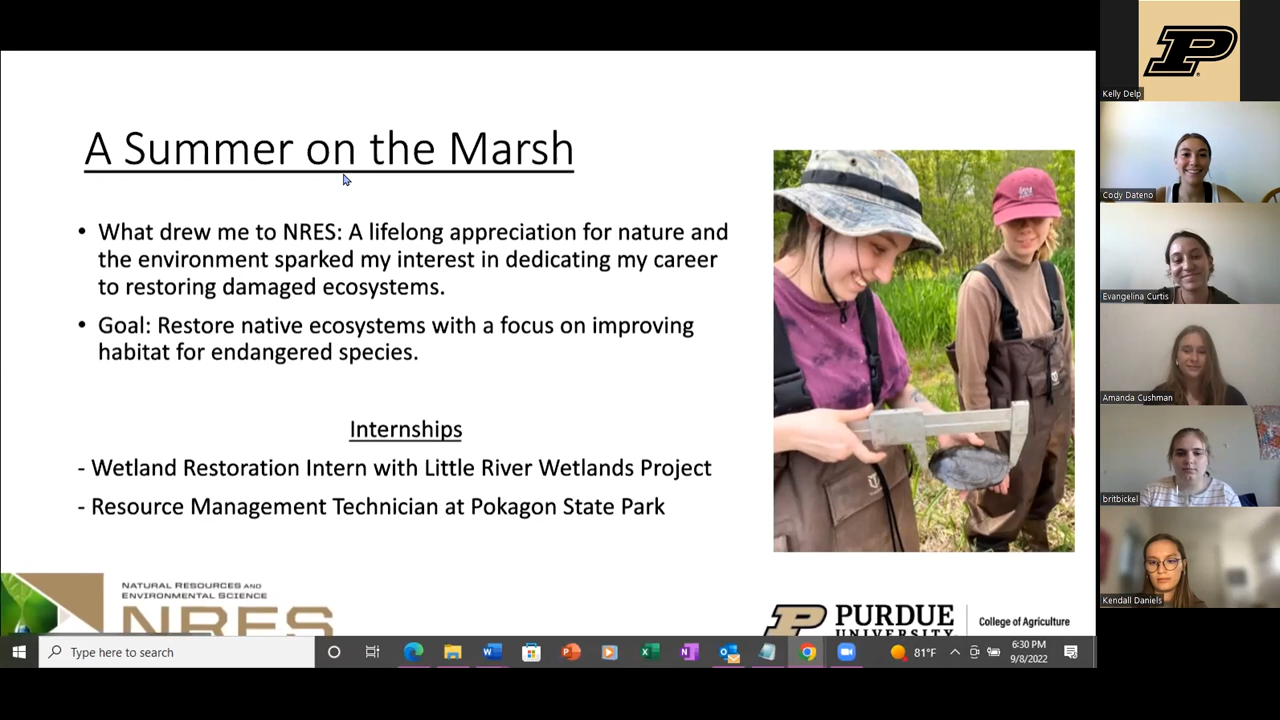 A Summer on the Marsh
• What drew me to NRES: A lifelong appreciation for nature and
the environment sparked my interest in dedicating my career
to restoring damaged ecosystems.
• Goal: Restore native ecosystems with a focus on improving
habitat for endangered species.
Internships
- Wetland Restoration Intern with Little River Wetlands Project
- Resource Management Technician at Pokagon State Park
NATURAL RESOURCES AND
ENVIRONMENTAL SCIENCE
NRES
P
PURDUE
UNIVERSITY
College of Agriculture
Type here to search
81°F
6:30 PM
9/8/2022
P
Kelly Delp
Cody Dateno
Evangelina Curtis
Amanda Cushman
britbickel
Kendall Daniels